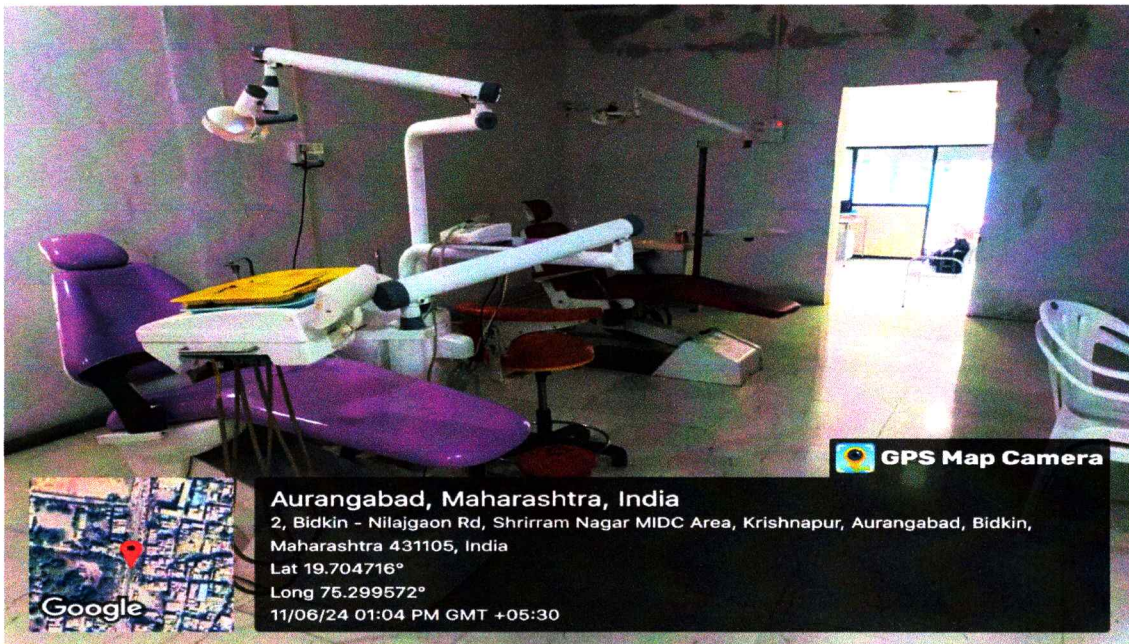 GPS Map Camera
Aurangabad, Maharashtra, India
2, Bidkin - Nilajgaon Rd, Shrirram Nagar MIDC Area, Krishnapur, Aurangabad, Bidkin,
Maharashtra 431105, India
Lat 19.704716°
Long 75.299572°
11/06/24 01:04 PM GMT +05:30
Google